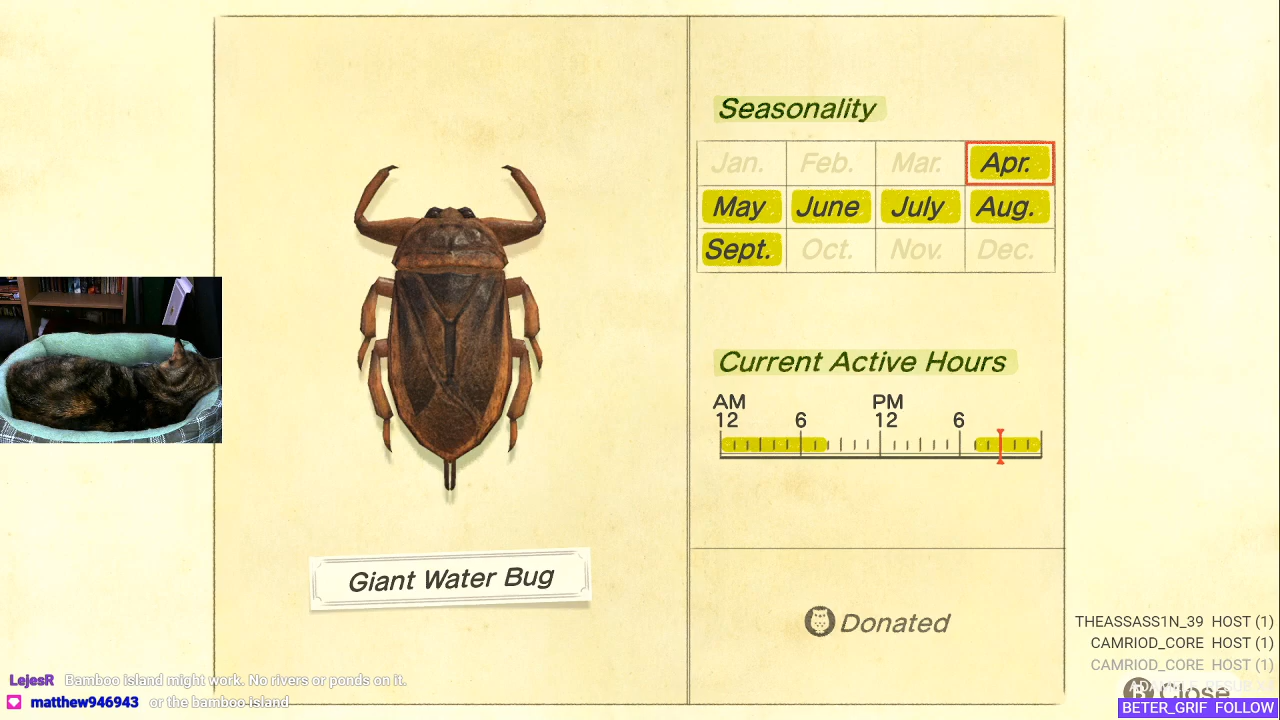 Seasonality
Jan. Feb. Mar. Apr.
May June July Aug.
Sept. Oct. Nov. Dec.
Current Active Hours
AM PM
12 6 12 6
Giant Water Bug
Donated
THEASSASS1N_39 HOST (1)
CAMRIOD_CORE HOST (1)
CAMRIOD_CORE HOST (1)
B Close
BETER_GRIF FOLLOW
LejesR Bamboo island might work. No rivers or ponds on it.
matthew946943 or the bamboo island